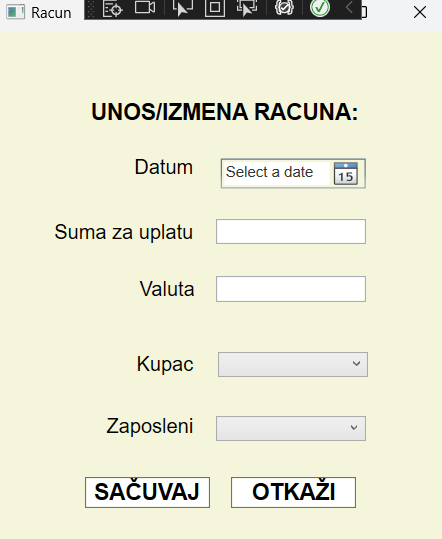 Racun
UNOS/IZMENA RACUNA:
Datum
Select a date
15
Suma za uplatu
Valuta
Kupac
Zaposleni
SAČUVAJ
OTKAŽI